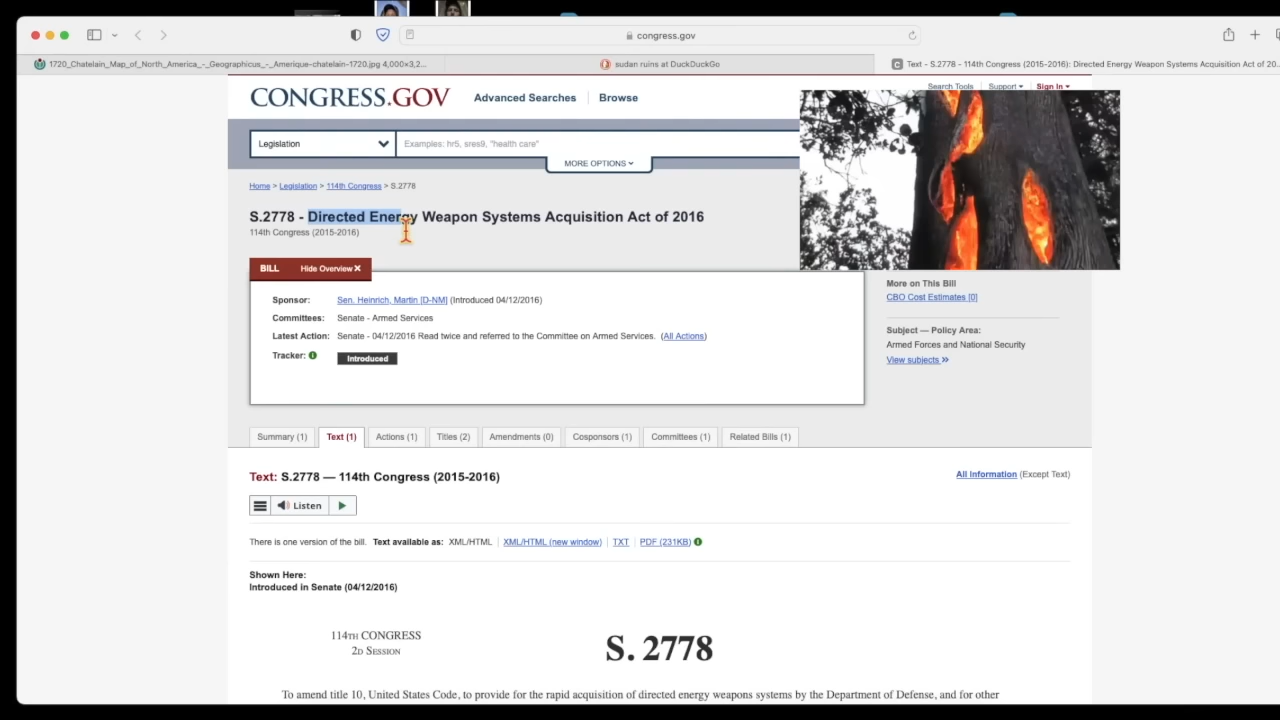 congress.gov
1720_Chatelain_Map_of_North_America_-_Geographicus_-_Amerique-chatelain-1720.jpg 4,000×3,2...
sudan ruins at DuckDuckGo
C Text - S.2778 - 114th Congress (2015-2016): Directed Energy Weapon Systems Acquisition Act of 20...
CONGRESS.GOV
Advanced Searches
Browse
Search Tools
Support
Sign In
Legislation
Examples: hr5, sres9, "health care"
MORE OPTIONS
Home > Legislation > 114th Congress > S.2778
S.2778 - Directed Energy Weapon Systems Acquisition Act of 2016
114th Congress (2015-2016)
BILL
Hide Overview ×
Sponsor: Sen. Heinrich, Martin [D-NM] (Introduced 04/12/2016)
Committees: Senate - Armed Services
Latest Action: Senate - 04/12/2016 Read twice and referred to the Committee on Armed Services. (All Actions)
Tracker: Introduced
More on This Bill
CBO Cost Estimates [0]
Subject — Policy Area:
Armed Forces and National Security
View subjects »
Summary (1)
Text (1)
Actions (1)
Titles (2)
Amendments (0)
Cosponsors (1)
Committees (1)
Related Bills (1)
Text: S.2778 — 114th Congress (2015-2016)
All Information (Except Text)
Listen
There is one version of the bill. Text available as: XML/HTML | XML/HTML (new window) | TXT | PDF (231KB)
Shown Here:
Introduced in Senate (04/12/2016)
114TH CONGRESS
2D SESSION
S. 2778
To amend title 10, United States Code, to provide for the rapid acquisition of directed energy weapons systems by the Department of Defense, and for other